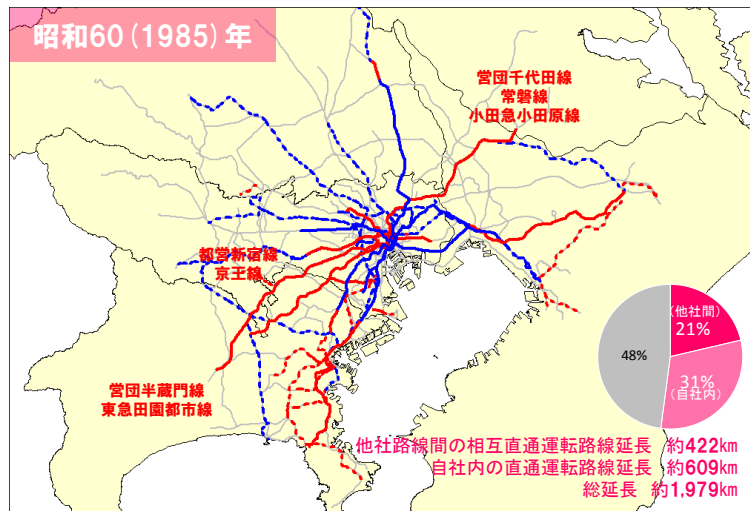 昭和60(1985)年
営団千代田線
常磐線
小田急小田原線
都営新宿線
京王線
営団半蔵門線
東急田園都市線
(他社間)
21%
48%
31%
(自社内)
他社路線間の相互直通運転路線延長 約422km
自社内の直通運転路線延長 約609km
総延長 約1,979km